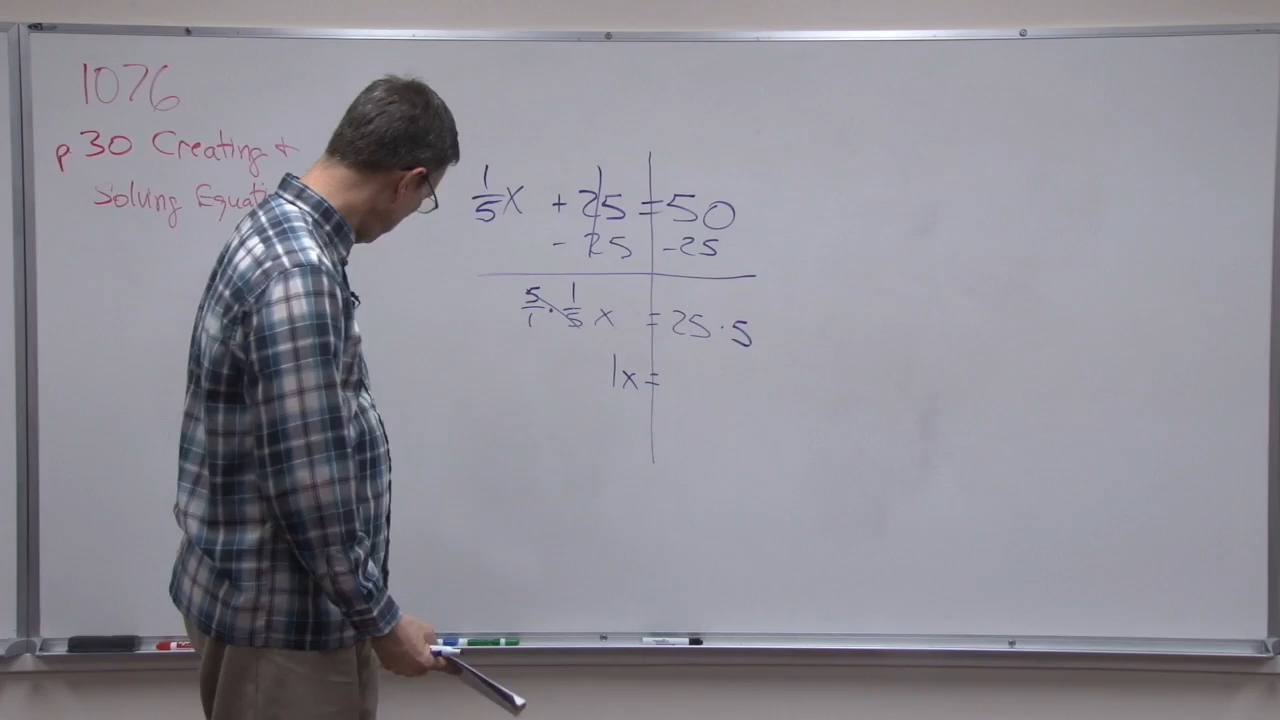 1076
p 30 Creating +
Solving Equati
1/5 x + 25 = 50
- 25 -25
5/1 · 1/5 x = 25 · 5
1x =